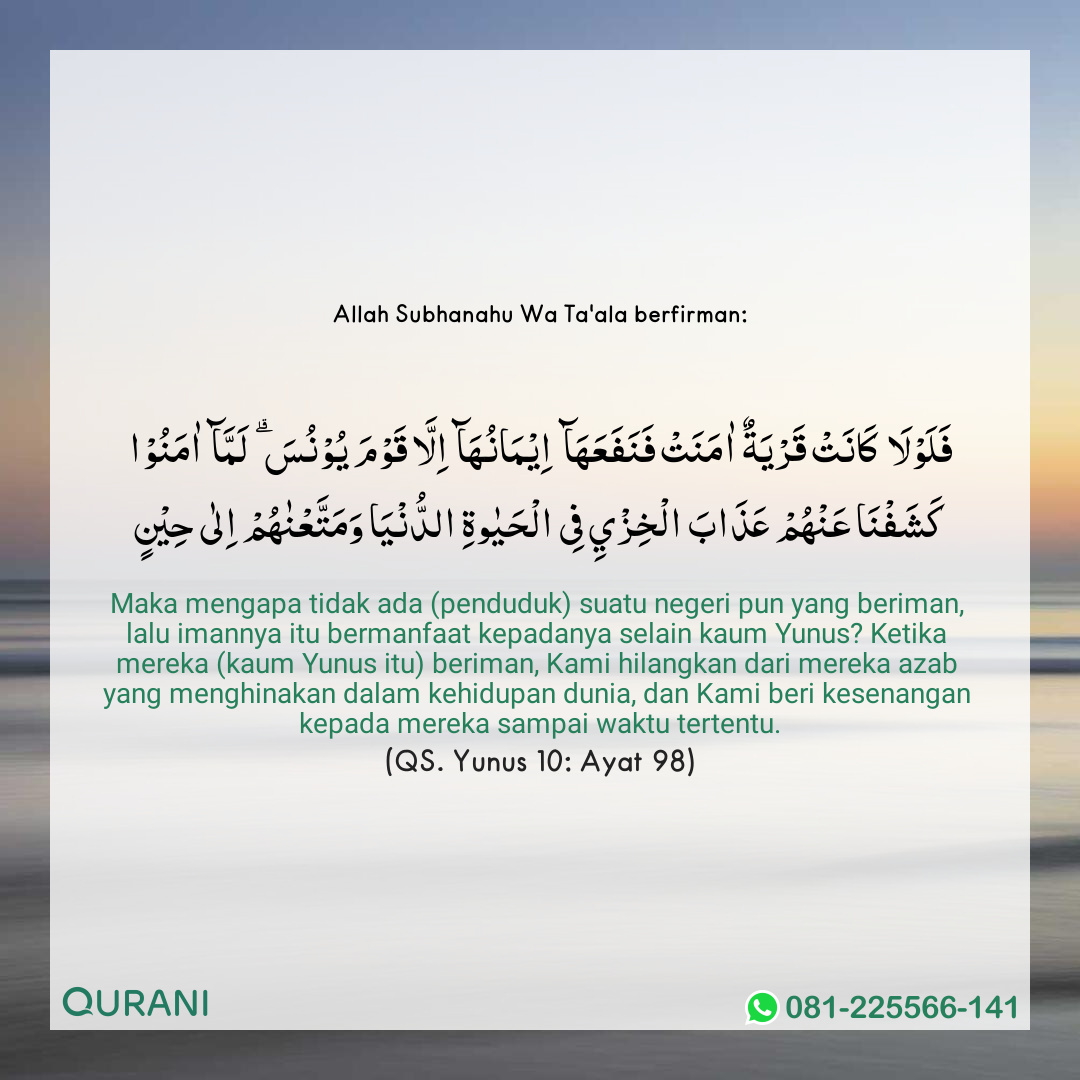 Allah Subhanahu Wa Ta'ala berfirman:
فَلَوْلَا كَانَتْ قَرْيَةٌ اٰمَنَتْ فَنَفَعَهَاۤ اِيْمَانُهَاۤ اِلَّا قَوْمَ يُوْنُسَ ۗ لَمَّاۤ اٰمَنُوْا
كَشَفْنَا عَنْهُمْ عَذَابَ الْخِزْيِ فِى الْحَيٰوةِ الدُّنْيَا وَمَتَّعْنٰهُمْ اِلٰى حِيْنٍ
Maka mengapa tidak ada (penduduk) suatu negeri pun yang beriman,
lalu imannya itu bermanfaat kepadanya selain kaum Yunus? Ketika
mereka (kaum Yunus itu) beriman, Kami hilangkan dari mereka azab
yang menghinakan dalam kehidupan dunia, dan Kami beri kesenangan
kepada mereka sampai waktu tertentu.
(QS. Yunus 10: Ayat 98)
QURANI
081-225566-141